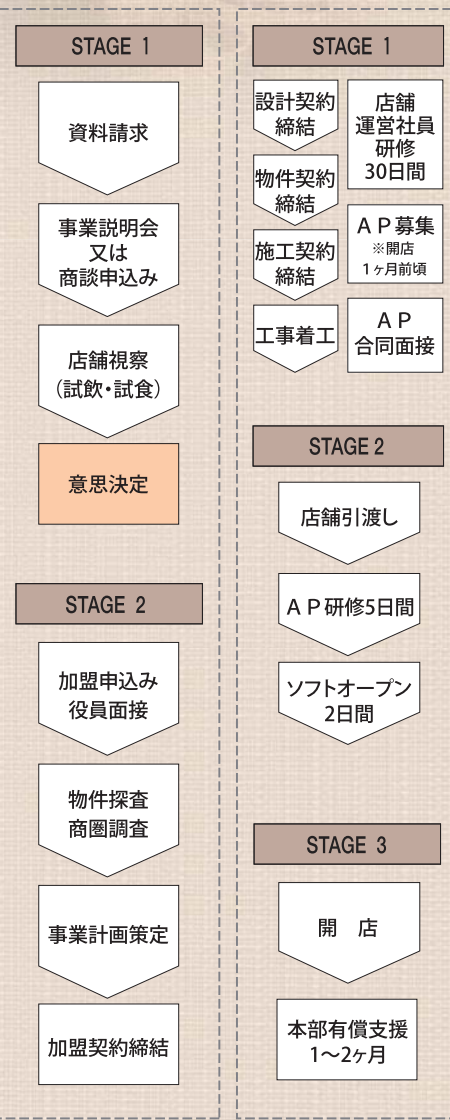 STAGE 1
資料請求
事業説明会
又は
商談申込み
店舗視察
（試飲・試食）
意思決定
STAGE 2
加盟申込み
役員面接
物件探査
商圏調査
事業計画策定
加盟契約締結
STAGE 1
設計契約
締結
物件契約
締結
施工契約
締結
工事着工
店舗
運営社員
研修
30日間
ＡＰ募集
※開店
1ヶ月前頃
ＡＰ
合同面接
STAGE 2
店舗引渡し
ＡＰ研修5日間
ソフトオープン
2日間
STAGE 3
開　店
本部有償支援
1〜2ヶ月